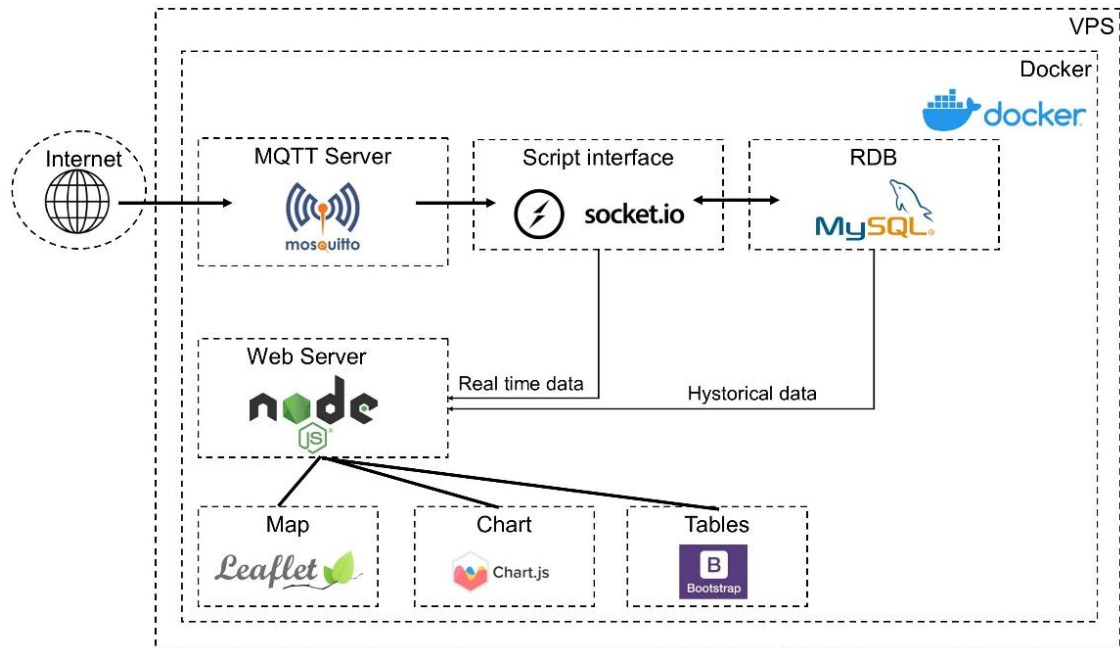 VPS
Docker
docker
Internet
MQTT Server
mosquitto
Script interface
socket.io
RDB
MySQL®
Web Server
node
JS
Real time data
Hystorical data
Map
Leaflet
Chart
Chart.js
Tables
B
Bootstrap